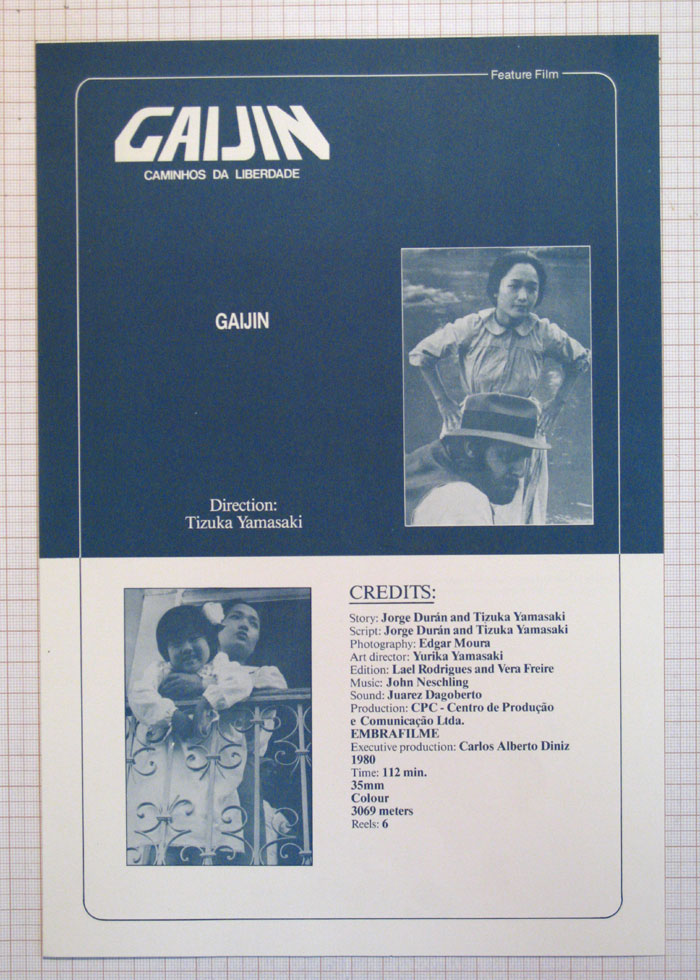 Feature Film
GAIJIN
CAMINHOS DA LIBERDADE
GAIJIN
Direction:
Tizuka Yamasaki
CREDITS:
Story: Jorge Durán and Tizuka Yamasaki
Script: Jorge Durán and Tizuka Yamasaki
Photography: Edgar Moura
Art director: Yurika Yamasaki
Edition: Lael Rodrigues and Vera Freire
Music: John Neschling
Sound: Juarez Dagoberto
Production: CPC - Centro de Produção
e Comunicação Ltda.
EMBRAFILME
Executive production: Carlos Alberto Diniz
1980
Time: 112 min.
35mm
Colour
3069 meters
Reels: 6